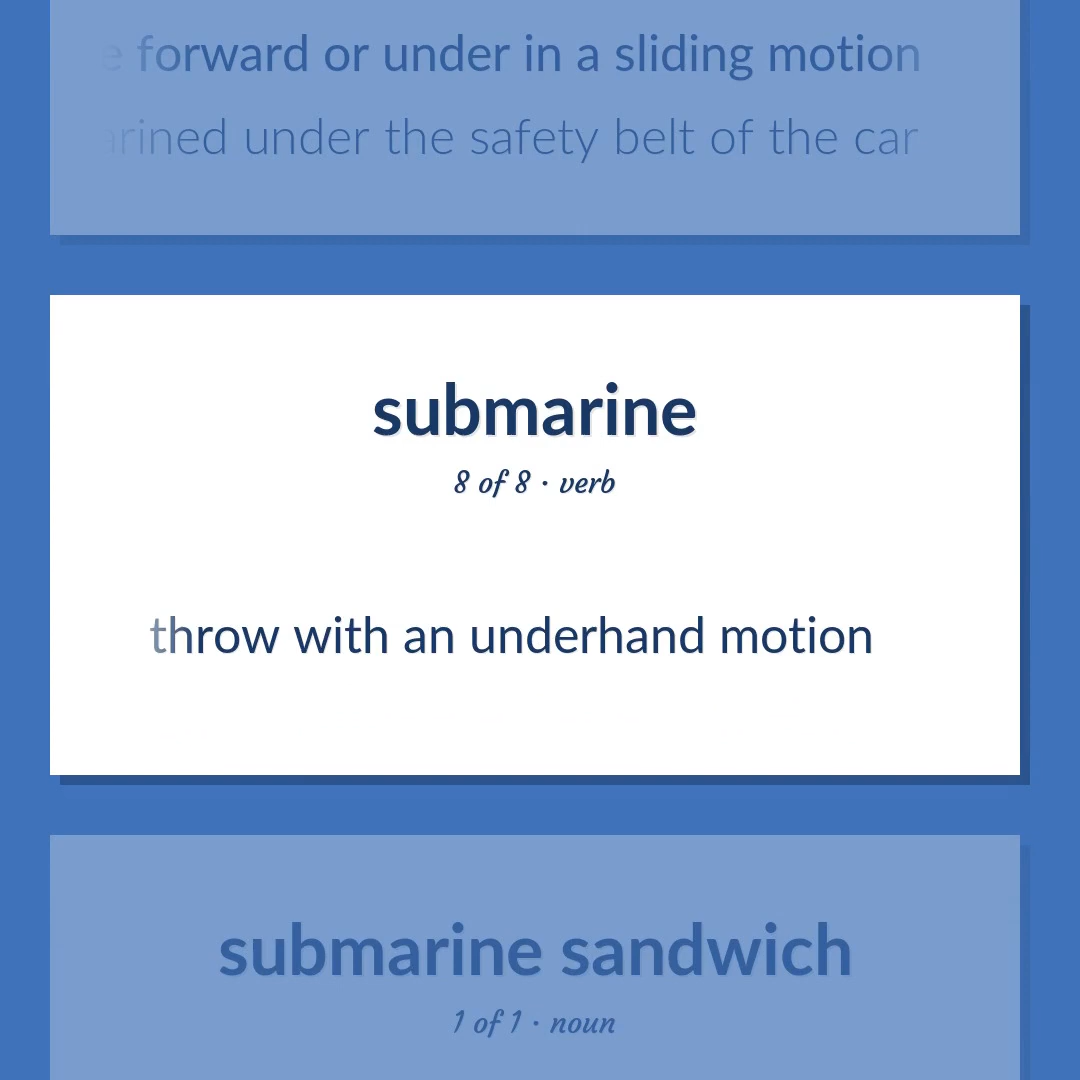 forward or under in a sliding motion
under the safety belt of the car
submarine
8 of 8 · verb
throw with an underhand motion
submarine sandwich
1 of 1 · noun